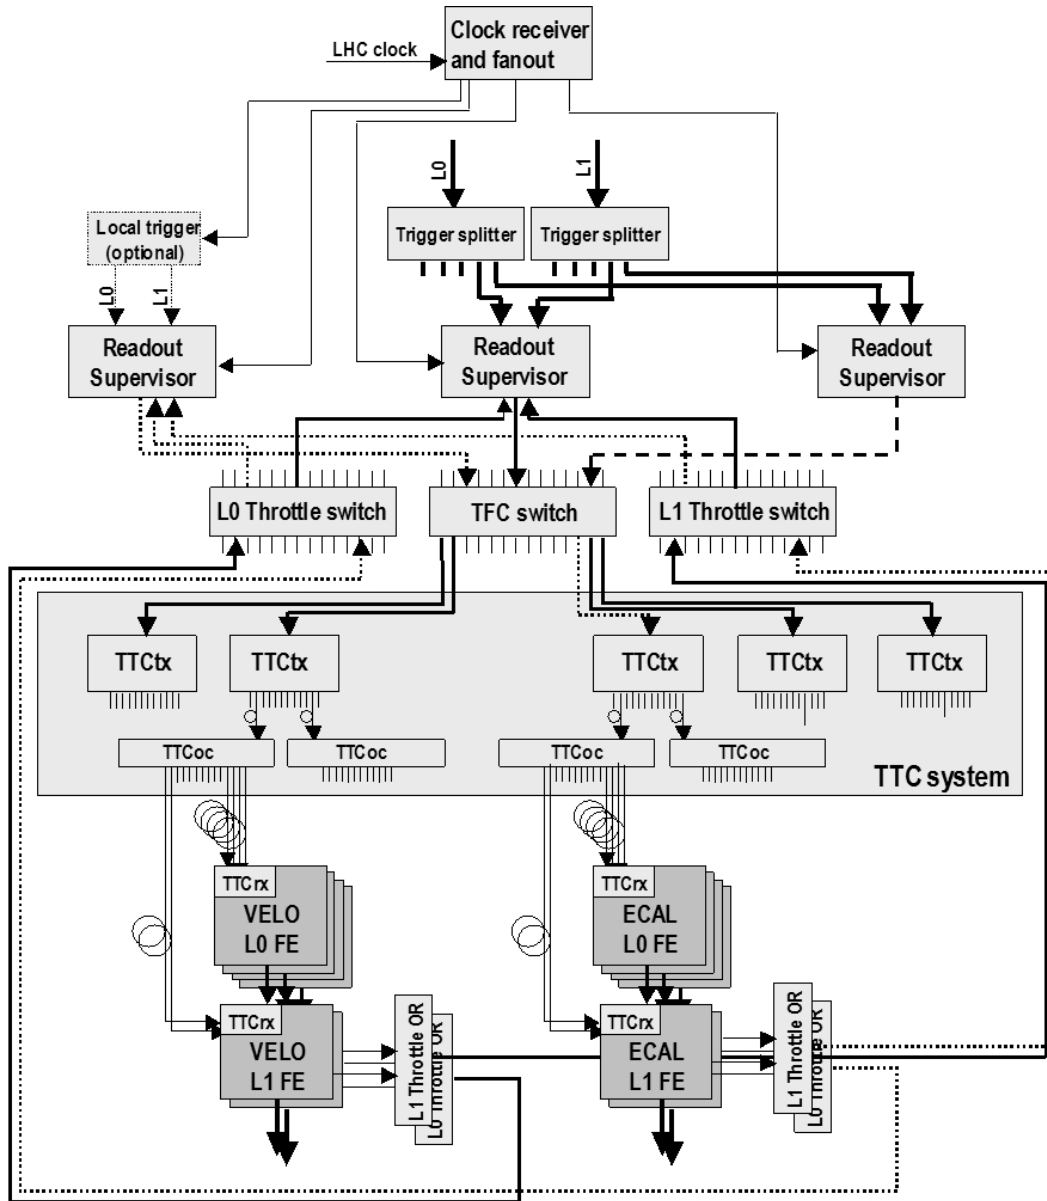 Clock receiver
and fanout
LHC clock
L0
L1
Local trigger
(optional)
Trigger splitter
Trigger splitter
L0
L1
Readout
Supervisor
Readout
Supervisor
Readout
Supervisor
L0 Throttle switch
TFC switch
L1 Throttle switch
TTCtx
TTCtx
TTCtx
TTCtx
TTCtx
TTCoc
TTCoc
TTCoc
TTCoc
TTC system
TTCrx
VELO
L0 FE
TTCrx
ECAL
L0 FE
TTCrx
VELO
L1 FE
L1 Throttle OR
L0 Throttle OR
TTCrx
ECAL
L1 FE
L1 Throttle OR
L0 Throttle OR